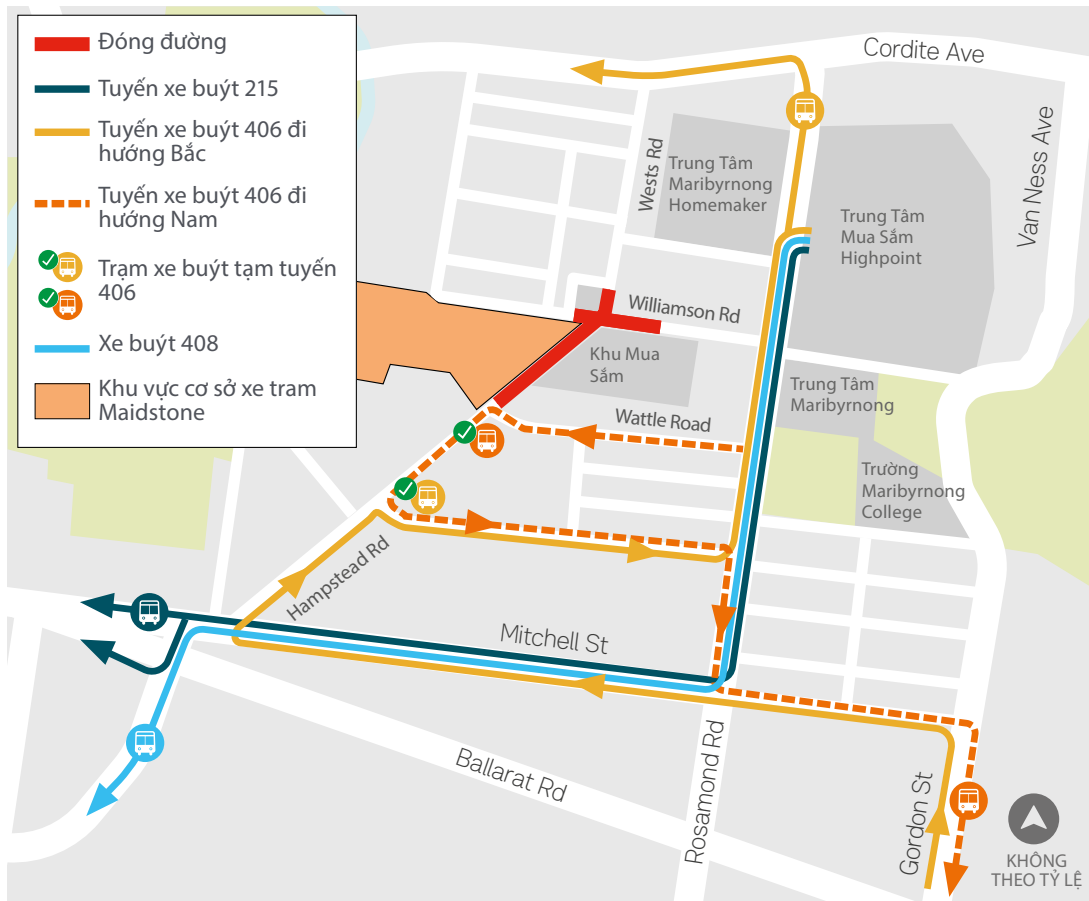 Đóng đường
Tuyến xe buýt 215
Tuyến xe buýt 406 đi
hướng Bắc
Tuyến xe buýt 406 đi
hướng Nam
Trạm xe buýt tạm tuyến
406
Xe buýt 408
Khu vực cơ sở xe tram
Maidstone
Cordite Ave
Van Ness Ave
Wests Rd
Trung Tâm
Maribyrnong
Homemaker
Trung Tâm
Mua Sắm
Highpoint
Williamson Rd
Khu Mua
Sắm
Trung Tâm
Maribyrnong
Wattle Road
Trường
Maribyrnong
College
Hampstead Rd
Mitchell St
Ballarat Rd
Rosamond Rd
Gordon St
KHÔNG
THEO TỶ LỆ